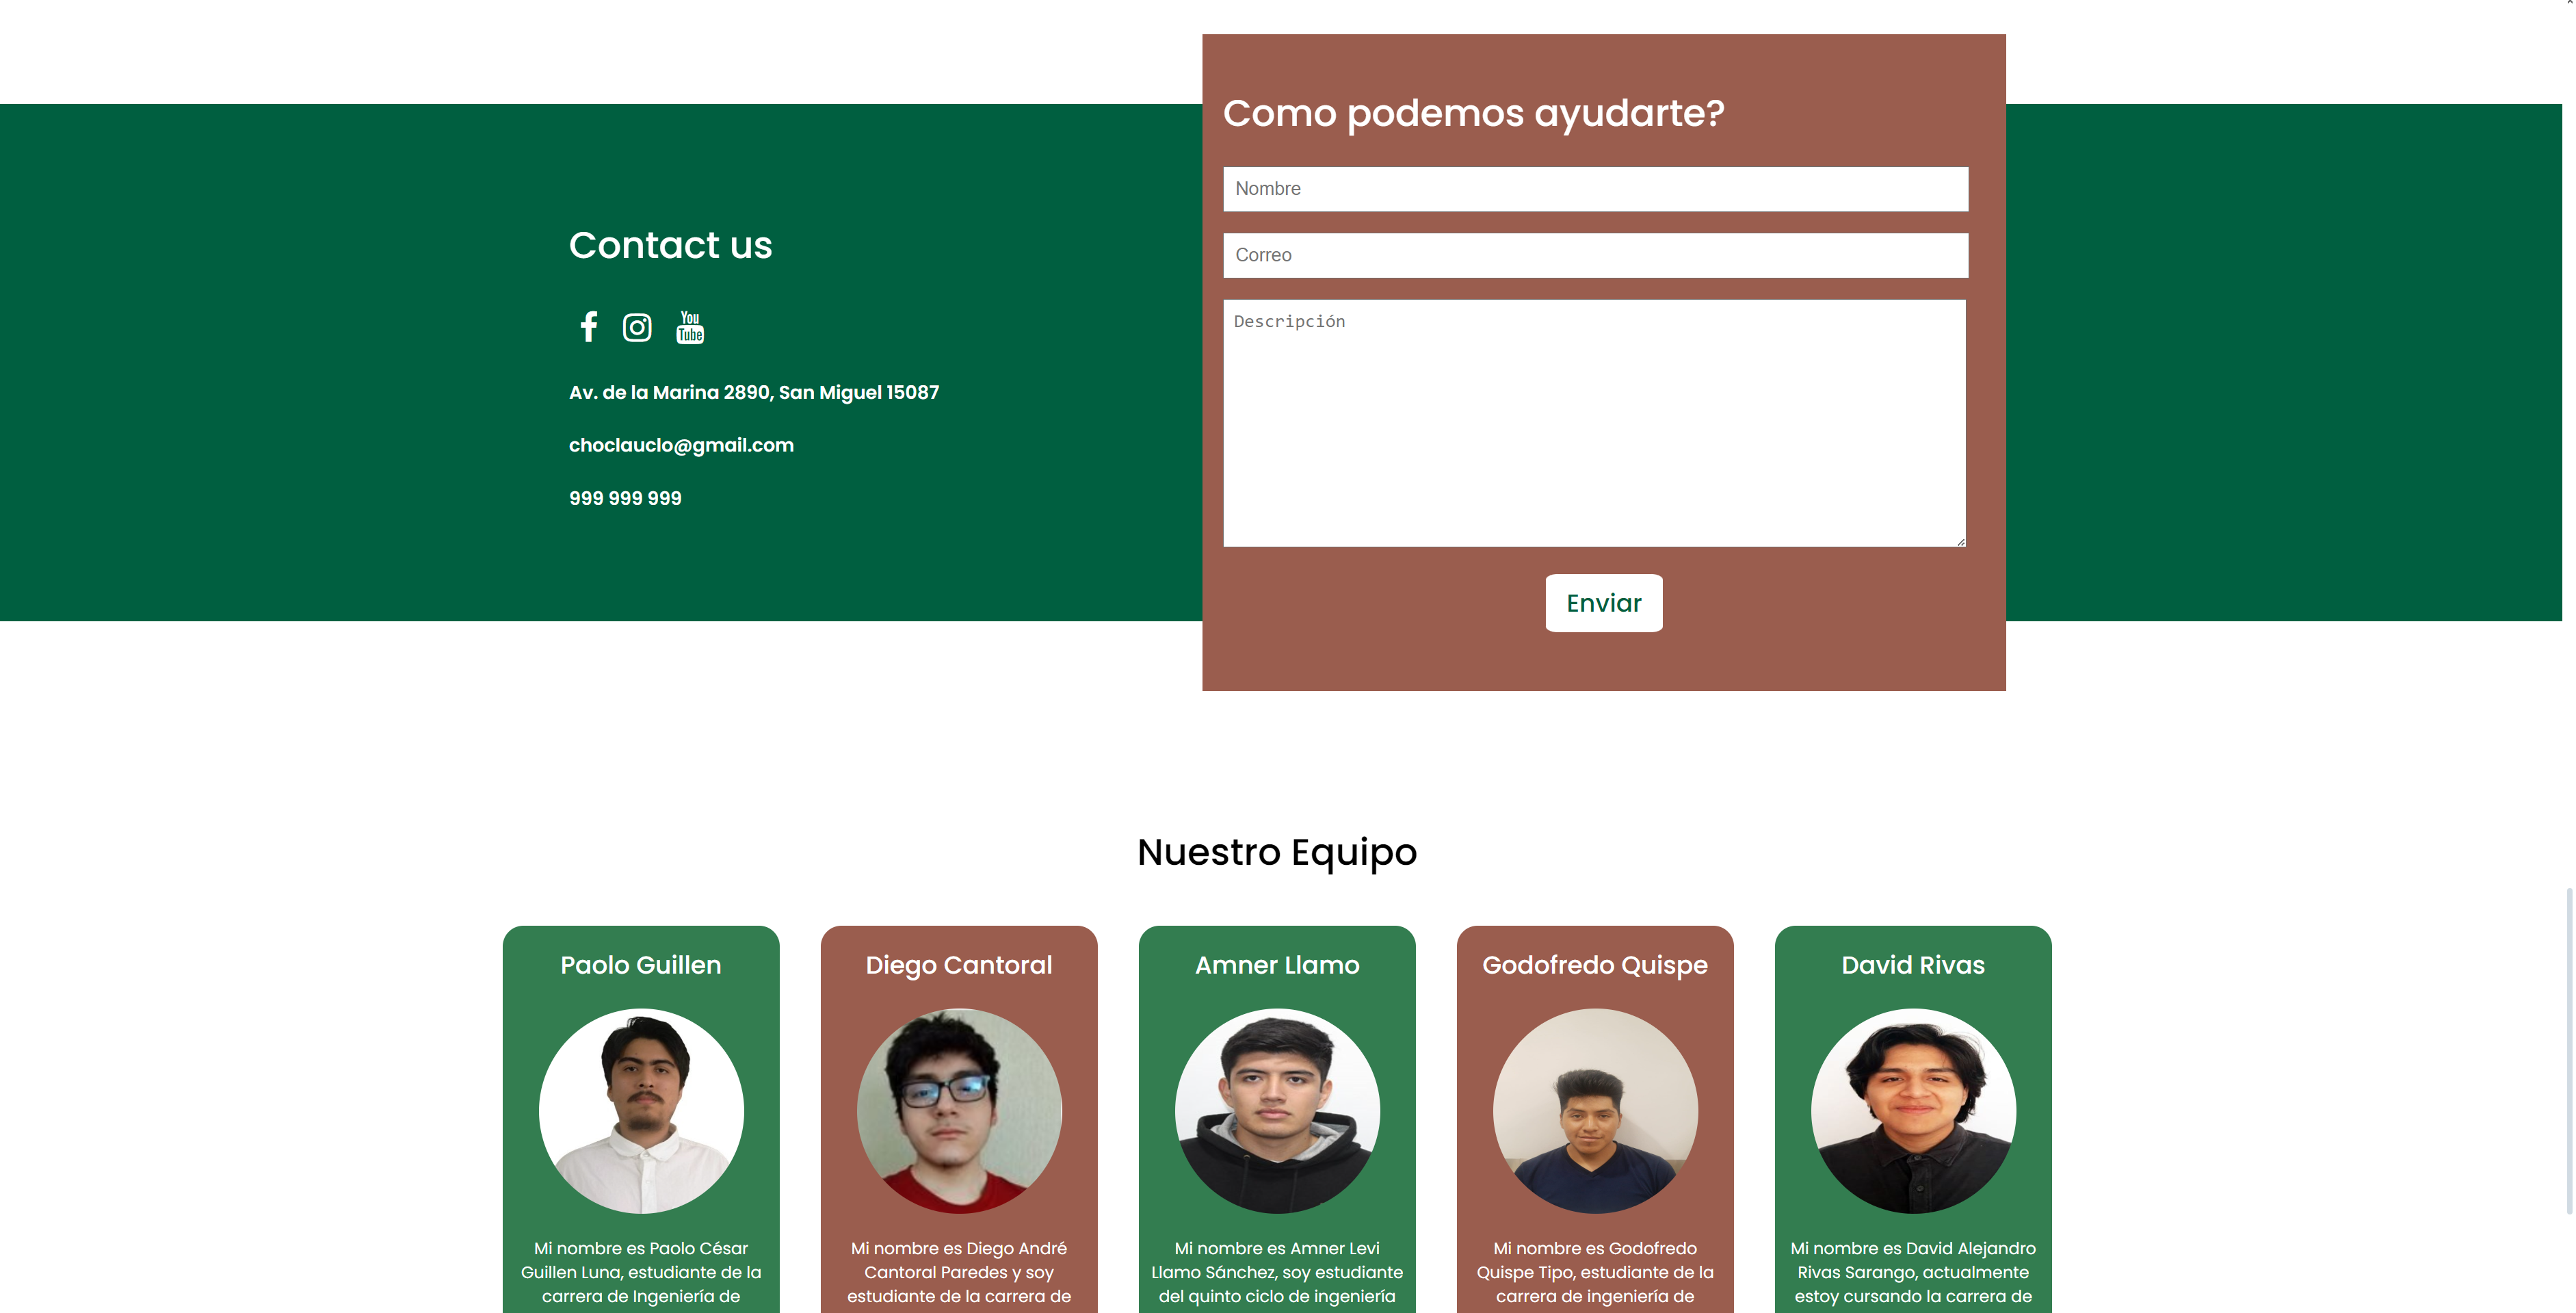 Contact us
You
Tube
Av. de la Marina 2890, San Miguel 15087
choclauclo@gmail.com
999 999 999
Como podemos ayudarte?
Nombre
Correo
Descripción
Enviar
Nuestro Equipo
Paolo Guillen
Mi nombre es Paolo César
Guillen Luna, estudiante de la
carrera de Ingeniería de
Diego Cantoral
Mi nombre es Diego André
Cantoral Paredes y soy
estudiante de la carrera de
Amner Llamo
Mi nombre es Amner Levi
Llamo Sánchez, soy estudiante
del quinto ciclo de ingeniería
Godofredo Quispe
Mi nombre es Godofredo
Quispe Tipo, estudiante de la
carrera de ingeniería de
David Rivas
Mi nombre es David Alejandro
Rivas Sarango, actualmente
estoy cursando la carrera de